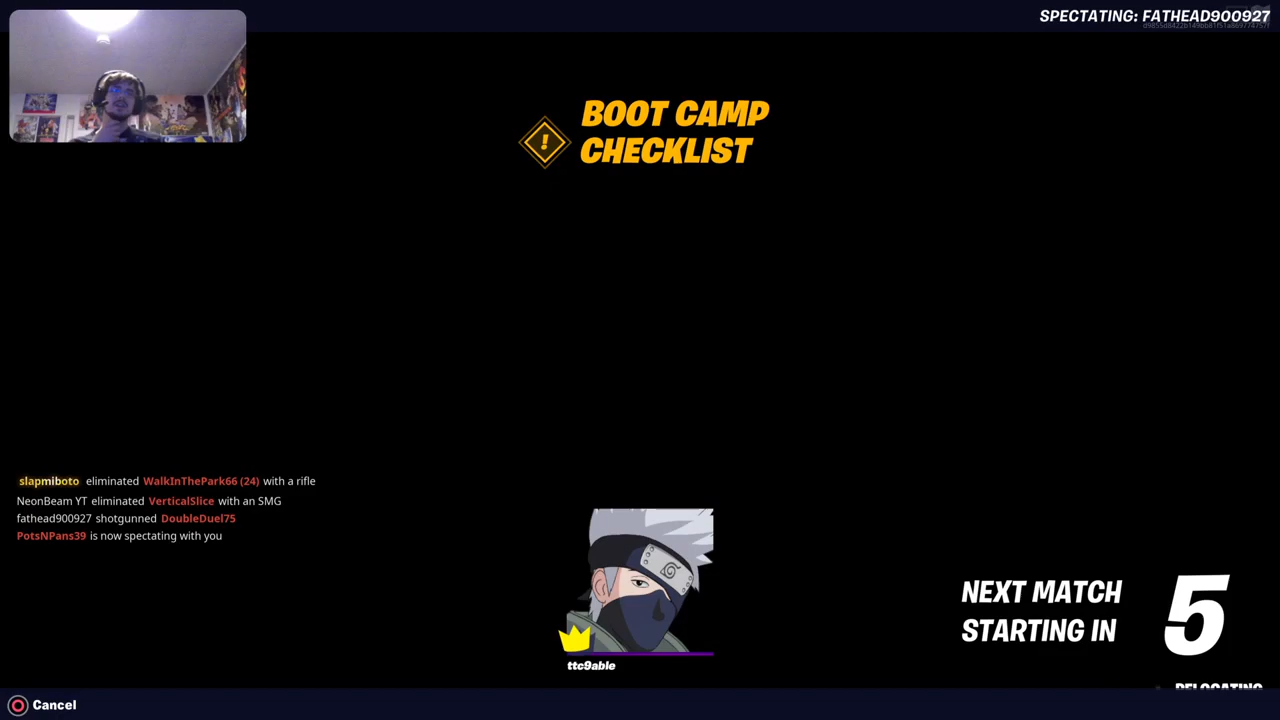 SPECTATING: FATHEAD900927
BOOT CAMP
CHECKLIST
slapmiboto eliminated WalkInThePark66 (24) with a rifle
NeonBeam YT eliminated VerticalSlice with an SMG
fathead900927 shotgunned DoubleDuel75
PotsNPans39 is now spectating with you
NEXT MATCH
STARTING IN
5
ttc9able
RELOCATING
Cancel